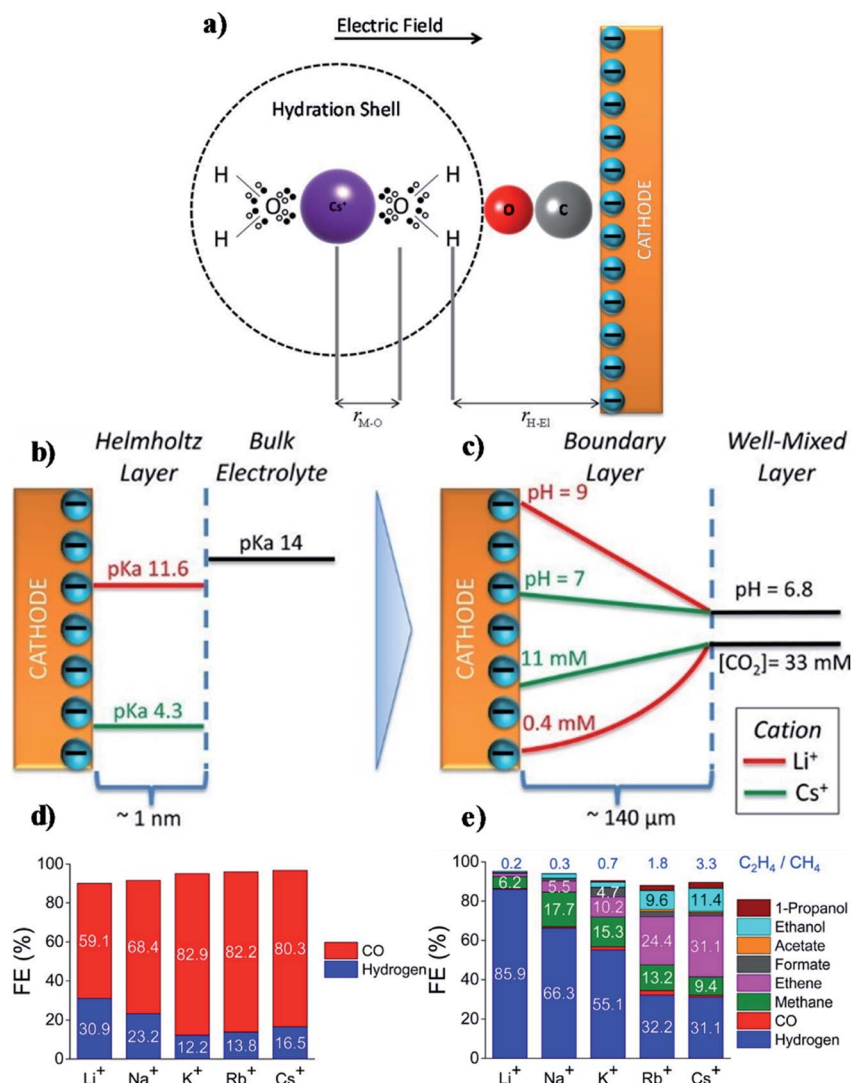 a)
Electric Field
Hydration Shell
H
H
O
Cs⁺
O
H
H
O
C
CATHODE
r_M-O
r_H-El
b)
Helmholtz
Layer
Bulk
Electrolyte
CATHODE
pKa 14
pKa 11.6
pKa 4.3
~ 1 nm
c)
Boundary
Layer
Well-Mixed
Layer
CATHODE
pH = 9
pH = 7
pH = 6.8
11 mM
[CO₂]= 33 mM
0.4 mM
Cation
Li⁺
Cs⁺
~ 140 µm
d)
FE (%)
100
80
60
40
20
0
59.1
68.4
82.9
82.2
80.3
30.9
23.2
12.2
13.8
16.5
CO
Hydrogen
Li⁺
Na⁺
K⁺
Rb⁺
Cs⁺
e)
FE (%)
100
80
60
40
20
0
0.2
0.3
0.7
1.8
3.3
C₂H₄ / CH₄
6.2
85.9
5.5
17.7
66.3
4.7
10.2
15.3
55.1
9.6
24.4
13.2
32.2
11.4
31.1
9.4
31.1
1-Propanol
Ethanol
Acetate
Formate
Ethene
Methane
CO
Hydrogen
Li⁺
Na⁺
K⁺
Rb⁺
Cs⁺